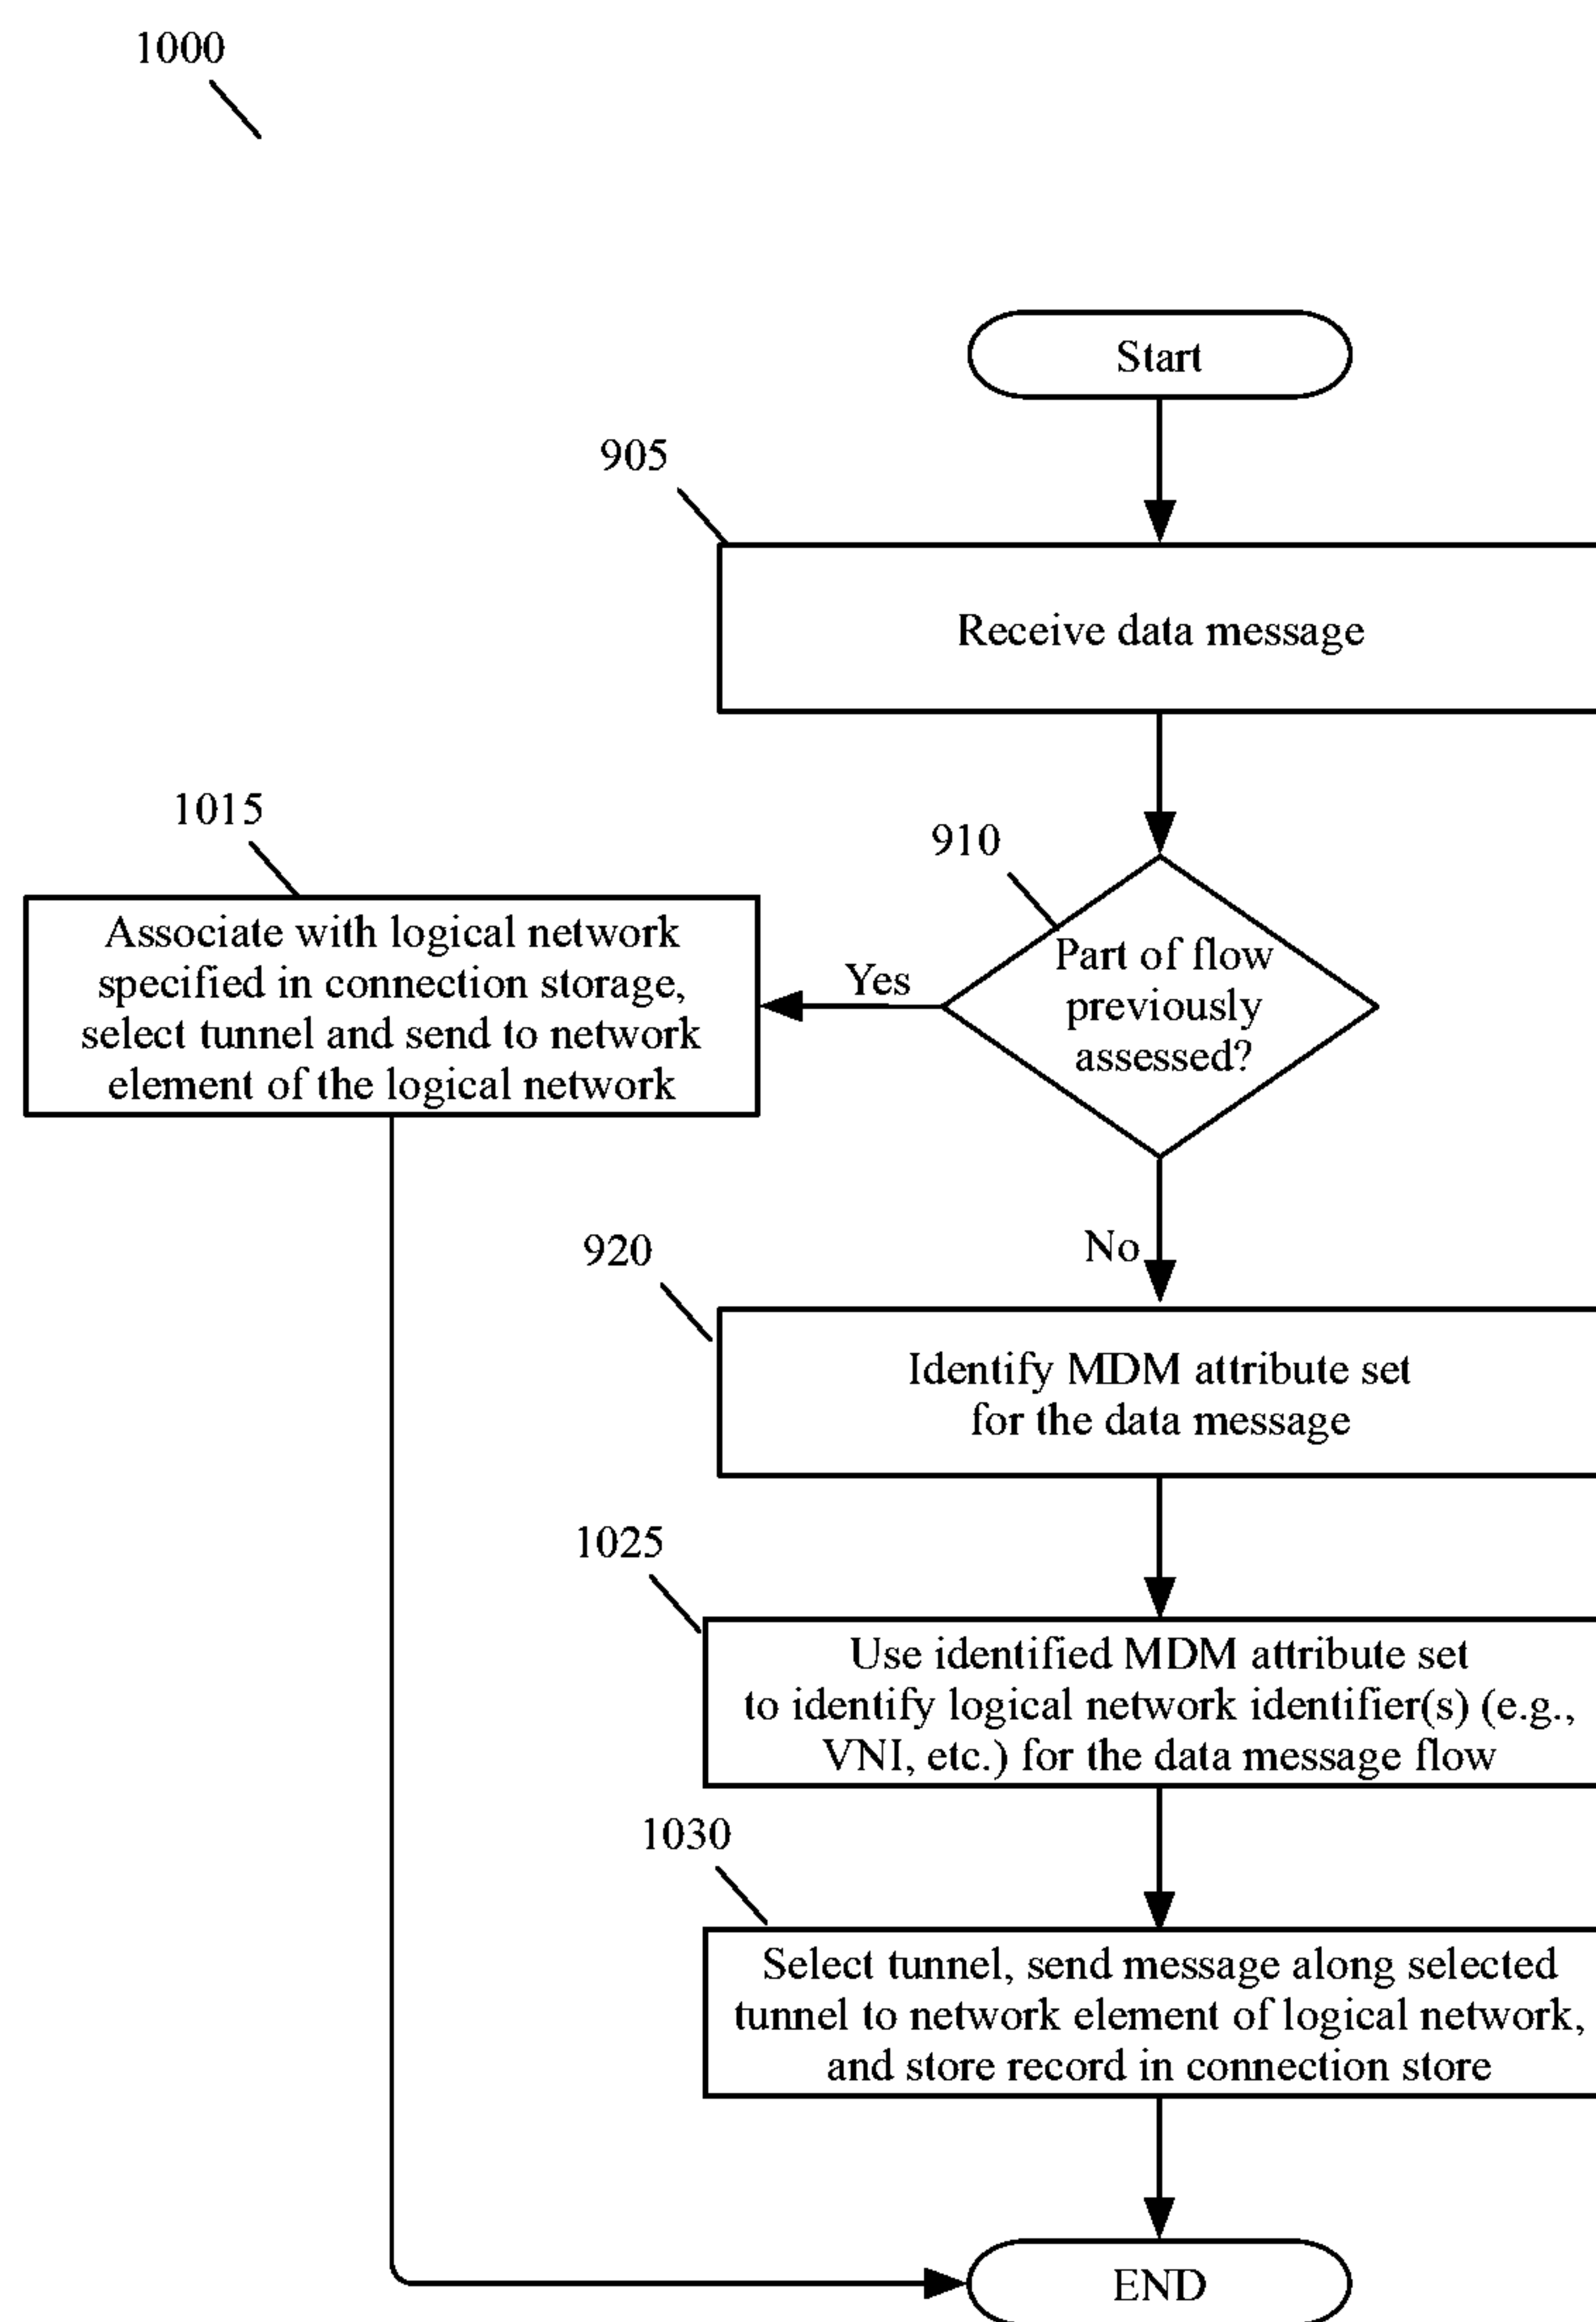 1000
Start
905
Receive data message
1015
910
Associate with logical network
specified in connection storage,
select tunnel and send to network
element of the logical network
Yes
Part of flow
previously
assessed?
No
920
Identify MDM attribute set
for the data message
1025
Use identified MDM attribute set
to identify logical network identifier(s) (e.g.,
VNI, etc.) for the data message flow
1030
Select tunnel, send message along selected
tunnel to network element of logical network,
and store record in connection store
END